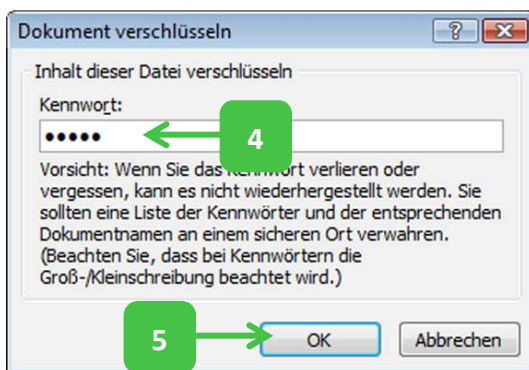 Dokument verschlüsseln
Inhalt dieser Datei verschlüsseln
Kennwort:
●●●●●
4
Vorsicht: Wenn Sie das Kennwort verlieren oder
vergessen, kann es nicht wiederhergestellt werden. Sie
sollten eine Liste der Kennwörter und der entsprechenden
Dokumentnamen an einem sicheren Ort verwahren.
(Beachten Sie, dass bei Kennwörtern die
Groß-/Kleinschreibung beachtet wird.)
5
OK
Abbrechen